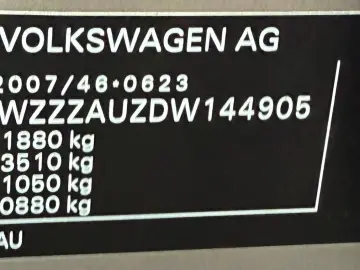 VOLKSWAGEN AG
2007/46*0623
WZZZAUZDW144905
1880 kg
3510 kg
1050 kg
0880 kg
AU